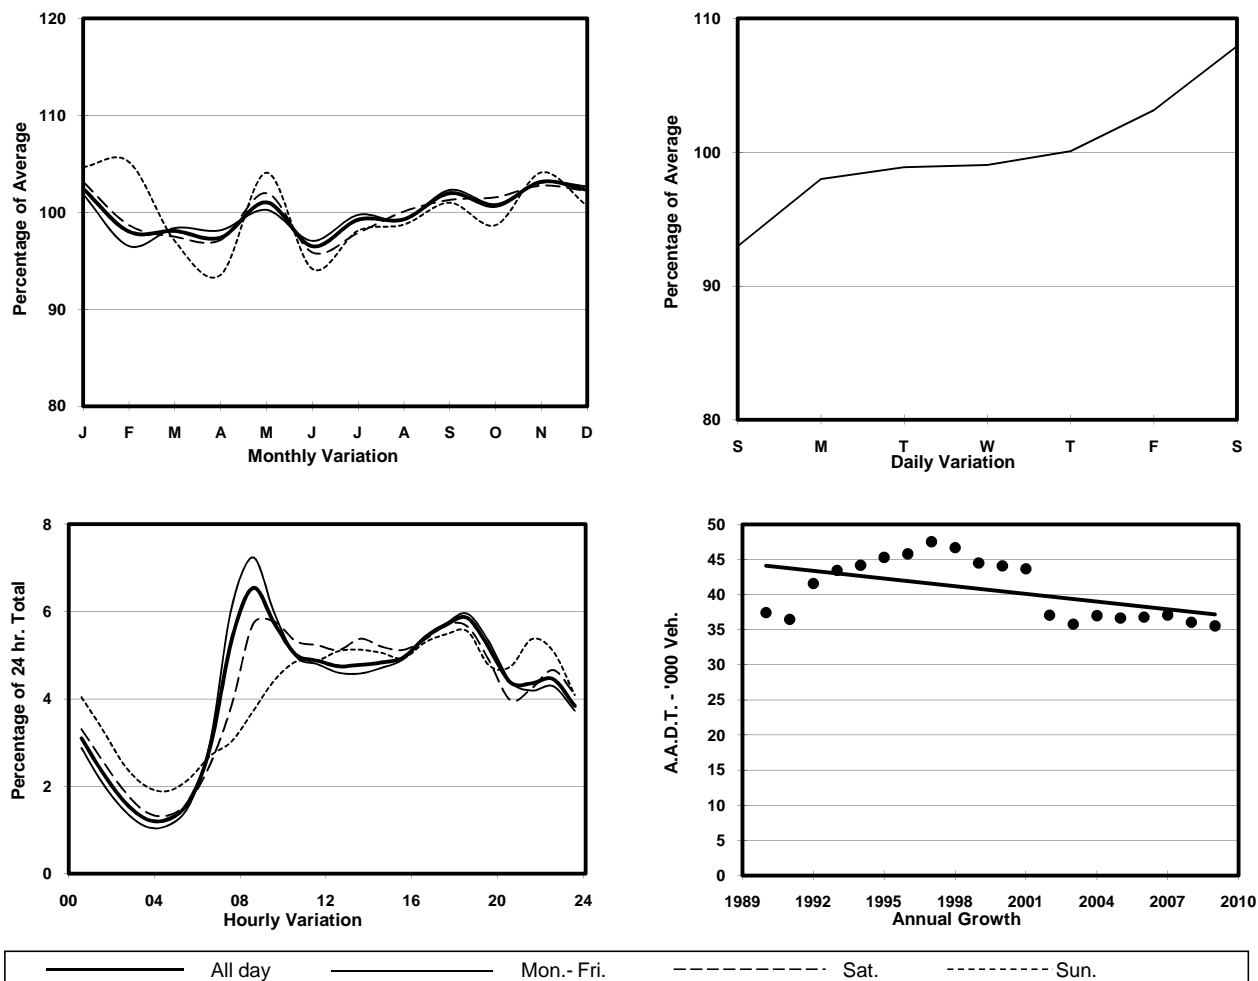 120
110
100
90
80
Percentage of Average
J F M A M J J A S O N D
Monthly Variation
110
100
90
80
Percentage of Average
S M T W T F S
Daily Variation
8
6
4
2
0
Percentage of 24 hr. Total
00 04 08 12 16 20 24
Hourly Variation
50
45
40
35
30
25
20
15
10
5
0
A.A.D.T. - '000 Veh.
1989 1992 1995 1998 2001 2004 2007 2010
Annual Growth
All day Mon.- Fri. Sat. Sun.